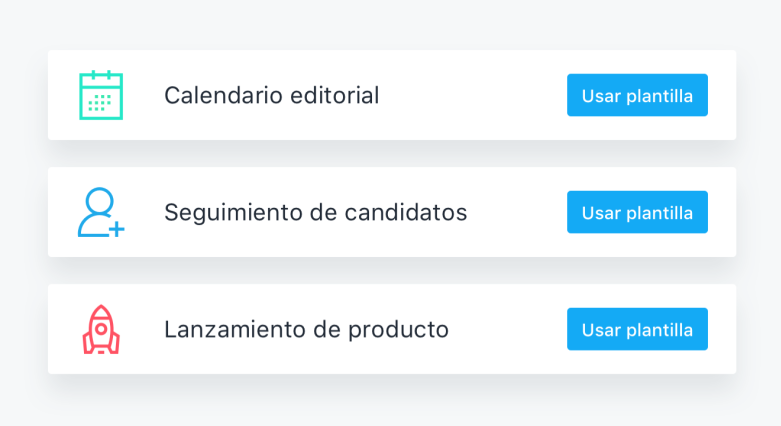 Calendario editorial
Usar plantilla
Seguimiento de candidatos
Usar plantilla
Lanzamiento de producto
Usar plantilla